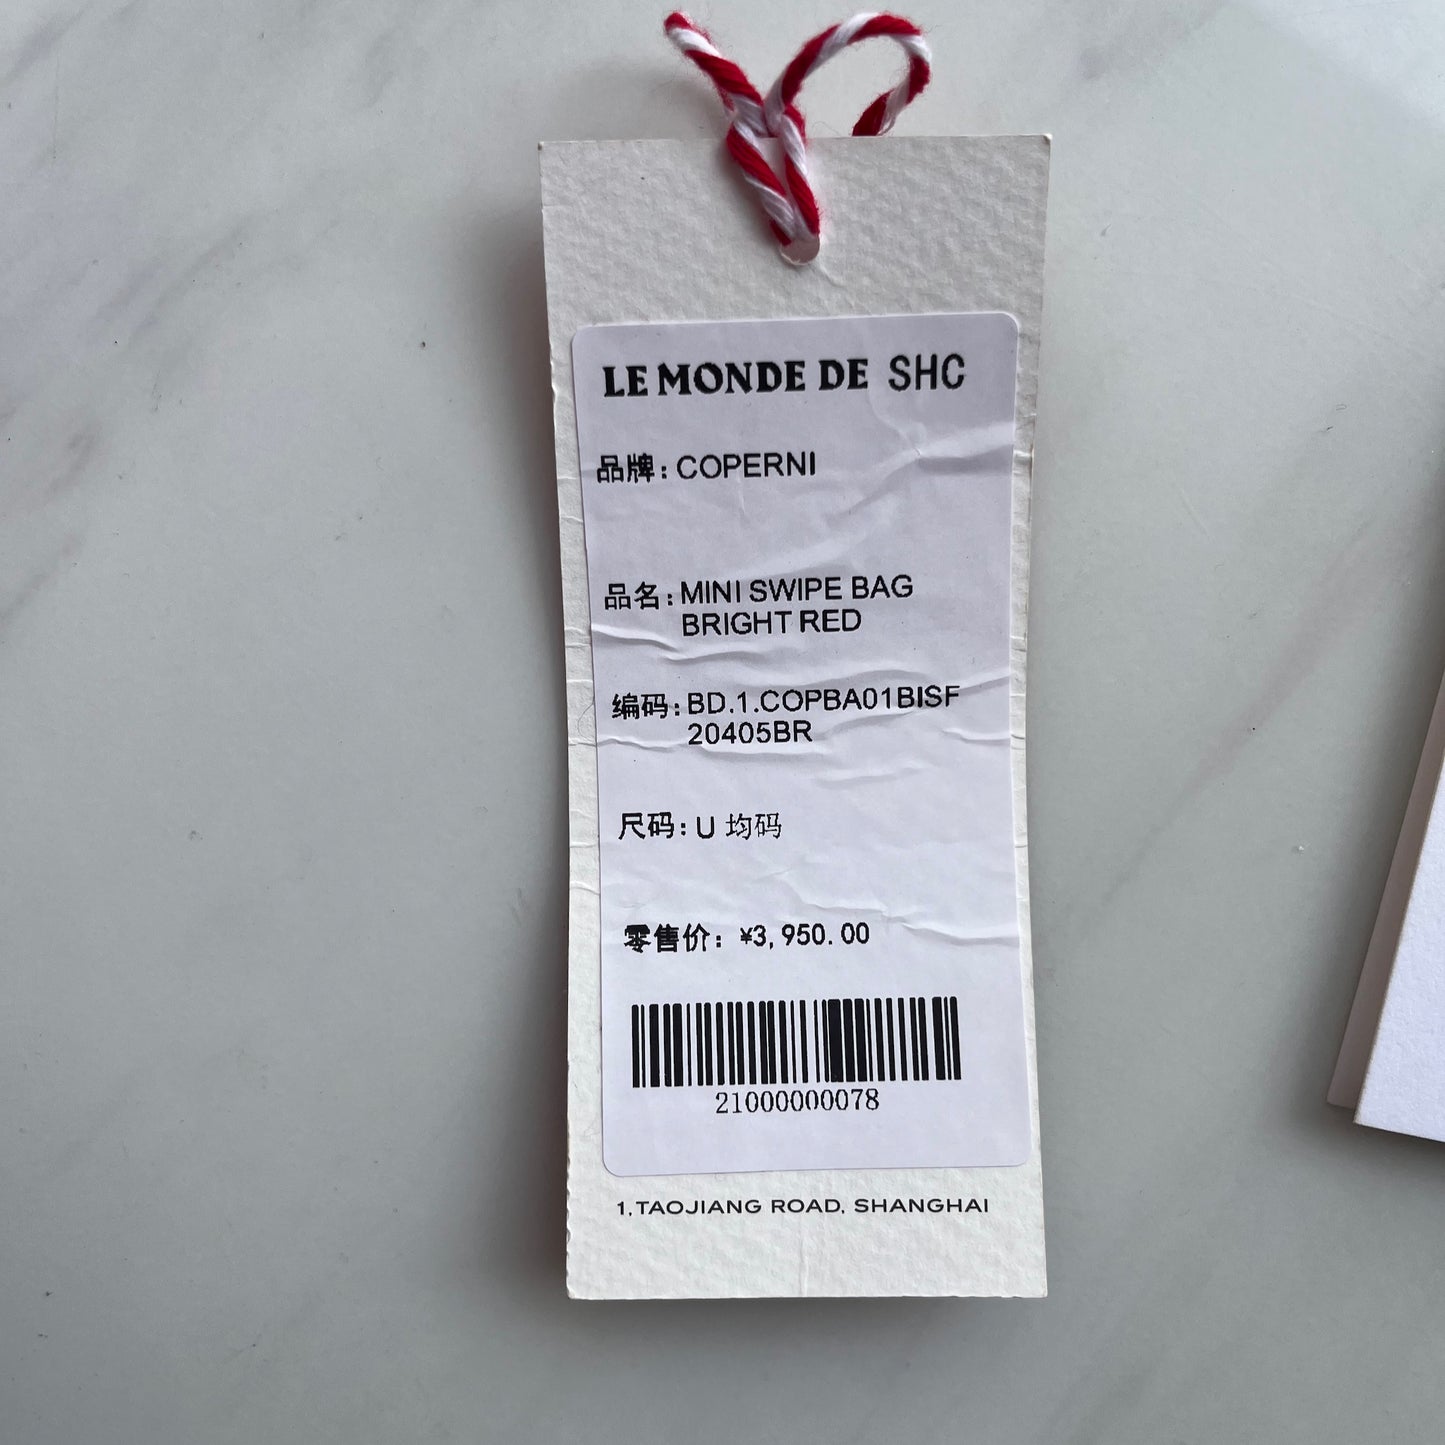 LE MONDE DE SHC
品牌: COPERNI
品名: MINI SWIPE BAG
BRIGHT RED
编码: BD.1.COPBA01BISF
20405BR
尺码: U 均码
零售价: ¥3,950.00
21000000078
1, TAOJIANG ROAD, SHANGHAI